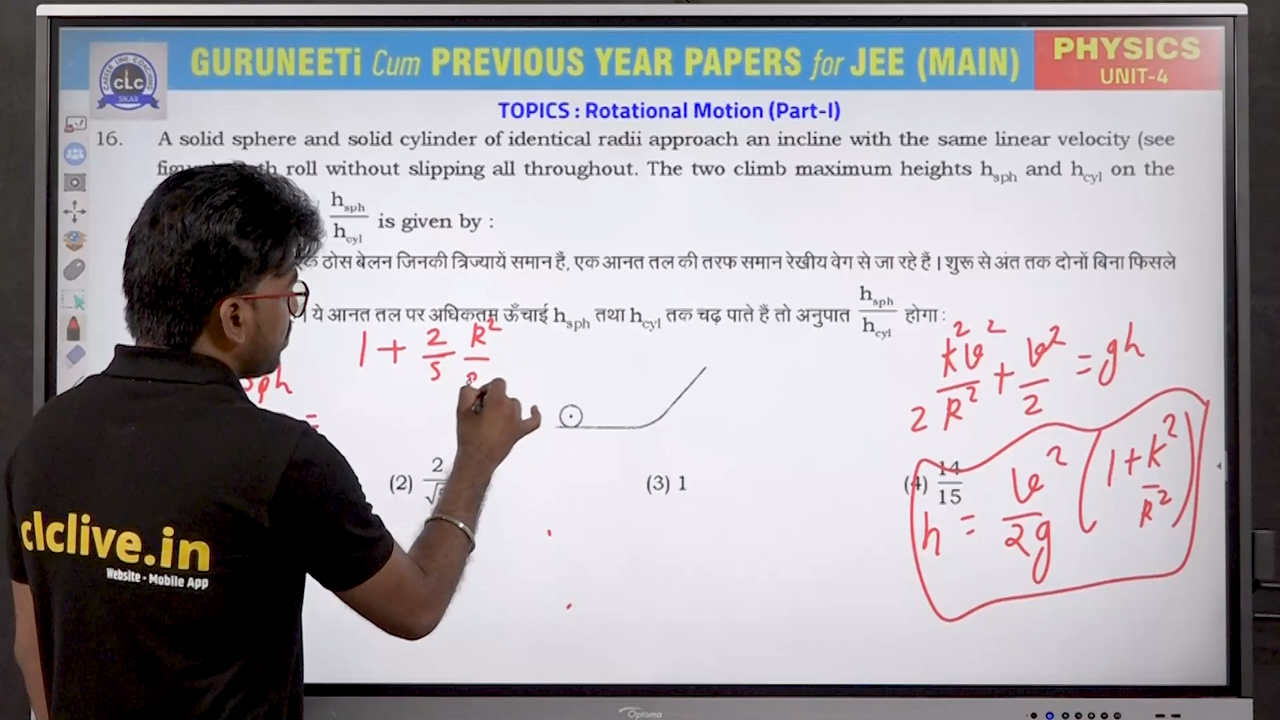 GURUNEETi Cum PREVIOUS YEAR PAPERS for JEE (MAIN)
PHYSICS
UNIT-4
CLC
SIKAR
TOPICS : Rotational Motion (Part-I)
16. A solid sphere and solid cylinder of identical radii approach an incline with the same linear velocity (see
roll without slipping all throughout. The two climb maximum heights h_sph and h_cyl on the
h_sph/h_cyl is given by :
ठोस बेलन जिनकी त्रिज्यायें समान हैं, एक आनत तल की तरफ समान रेखीय वेग से जा रहे हैं। शुरू से अंत तक दोनों बिना फिसले
ये आनत तल पर अधिकतम ऊँचाई h_sph तथा h_cyl तक चढ़ पाते हैं तो अनुपात h_sph/h_cyl होगा :
1 + 2/5 R²
sph
=
K²v²/2R² + v²/2 = gh
(2) 2
(3) 1
(4) 14/15
h = v²/2g (1 + K²/R²)
clclive.in
Website - Mobile App
Optoma